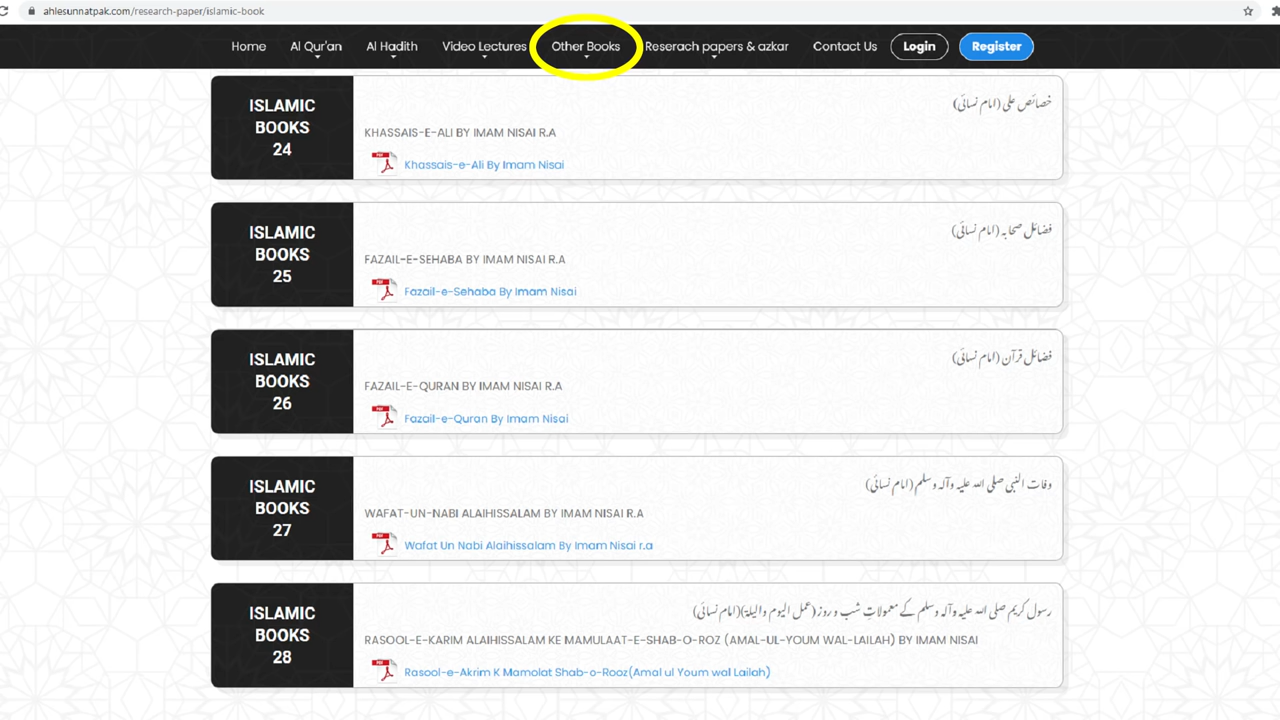 ahlesunnatpak.com/research-paper/islamic-book
Home Al Qur'an Al Hadith Video Lectures Other Books Reserach papers & azkar Contact Us Login Register
ISLAMIC BOOKS 24
خصائص علی (امام نسائی)
KHASSAIS-E-ALI BY IMAM NISAI R.A
Khassais-e-Ali By Imam Nisai
ISLAMIC BOOKS 25
فضائل صحابہ (امام نسائی)
FAZAIL-E-SEHABA BY IMAM NISAI R.A
Fazail-e-Sehaba By Imam Nisai
ISLAMIC BOOKS 26
فضائل قرآن (امام نسائی)
FAZAIL-E-QURAN BY IMAM NISAI R.A
Fazail-e-Quran By Imam Nisai
ISLAMIC BOOKS 27
وفات النبی صلی اللہ علیہ وآلہ وسلم (امام نسائی)
WAFAT-UN-NABI ALAIHISSALAM BY IMAM NISAI R.A
Wafat Un Nabi Alaihissalam By Imam Nisai r.a
ISLAMIC BOOKS 28
رسول کریم صلی اللہ علیہ وآلہ وسلم کے معمولاتِ شب و روز (عمل الیوم والیلۃ)(امام نسائی)
RASOOL-E-KARIM ALAIHISSALAM KE MAMULAAT-E-SHAB-O-ROZ (AMAL-UL-YOUM WAL-LAILAH) BY IMAM NISAI
Rasool-e-Akrim K Mamolat Shab-o-Rooz(Amal ul Youm wal Lailah)